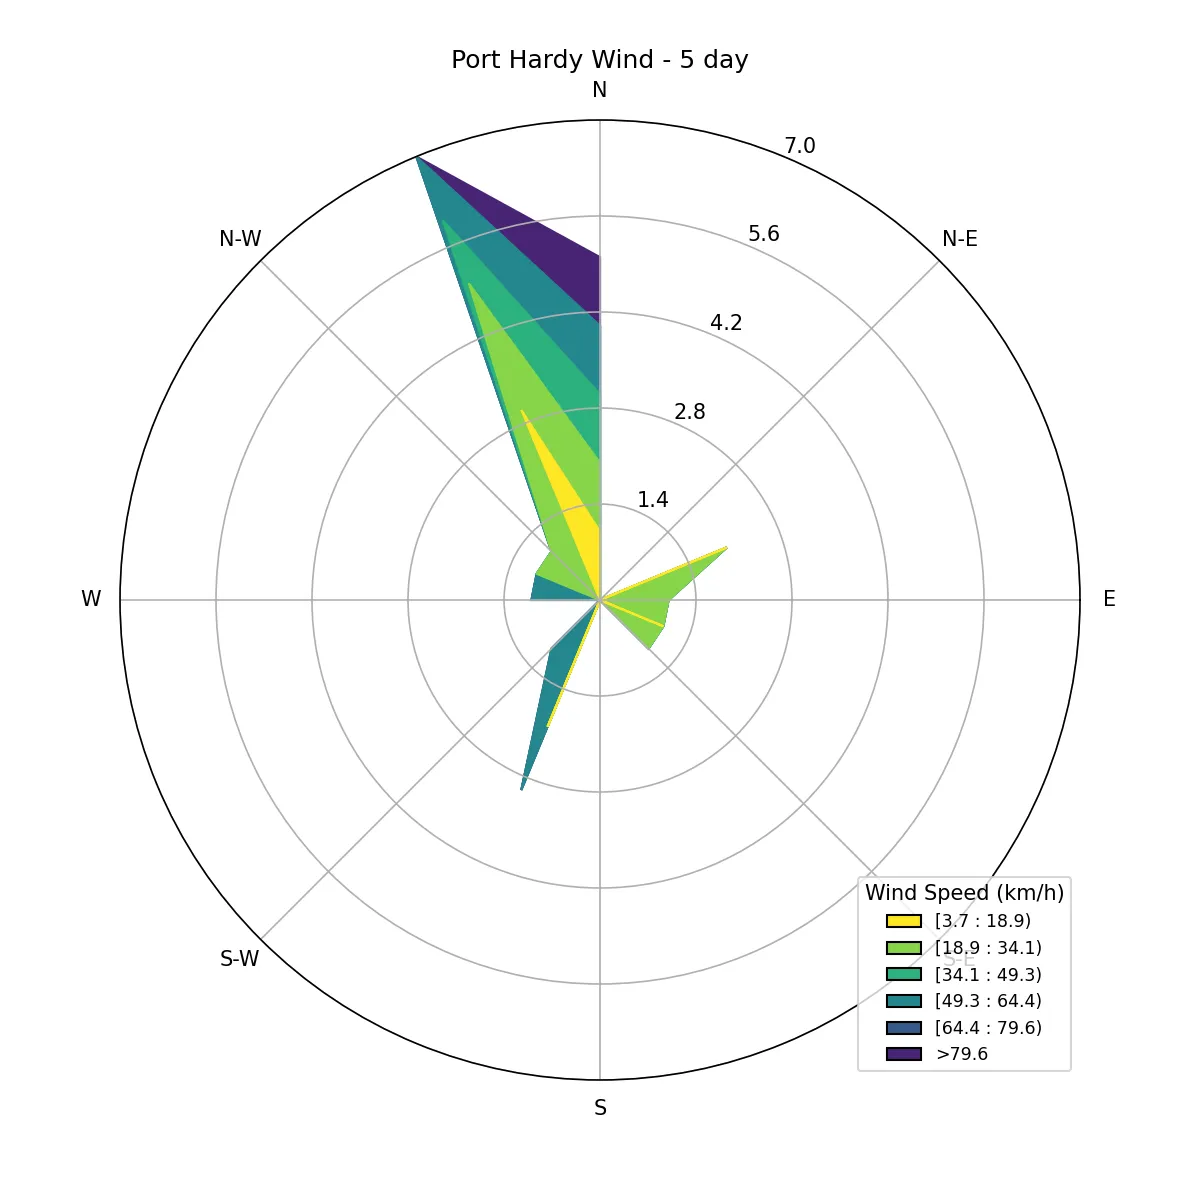 Port Hardy Wind - 5 day
N
7.0
N-W
N-E
5.6
4.2
2.8
1.4
W
E
Wind Speed (km/h)
[3.7 : 18.9)
[18.9 : 34.1)
S-W
S-E
[34.1 : 49.3)
[49.3 : 64.4)
[64.4 : 79.6)
>79.6
S